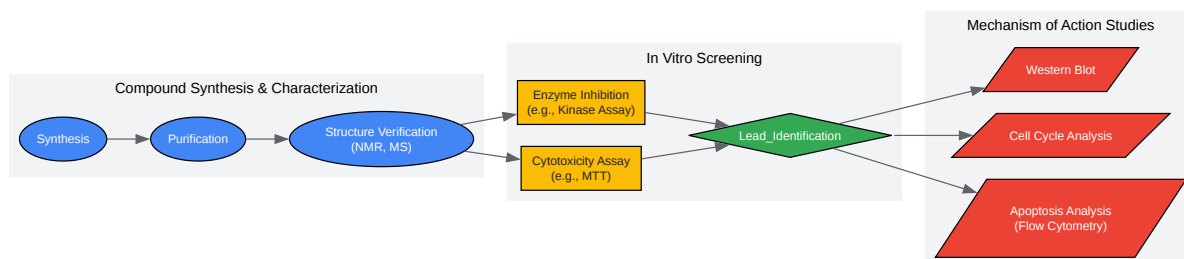 Compound Synthesis & Characterization
Synthesis
Purification
Structure Verification
(NMR, MS)
In Vitro Screening
Enzyme Inhibition
(e.g., Kinase Assay)
Cytotoxicity Assay
(e.g., MTT)
Lead_Identification
Mechanism of Action Studies
Western Blot
Cell Cycle Analysis
Apoptosis Analysis
(Flow Cytometry)